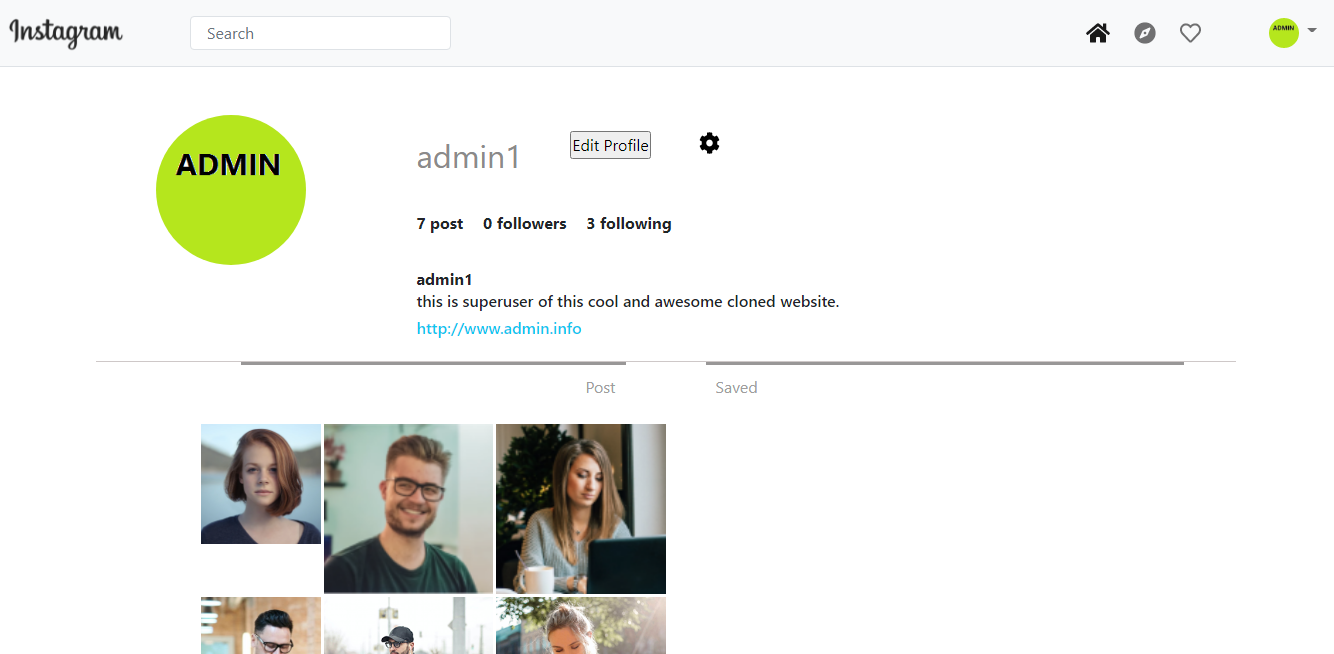 Instagram
Search
ADMIN
ADMIN
admin1
Edit Profile
7 post 0 followers 3 following
admin1
this is superuser of this cool and awesome cloned website.
http://www.admin.info
Post Saved